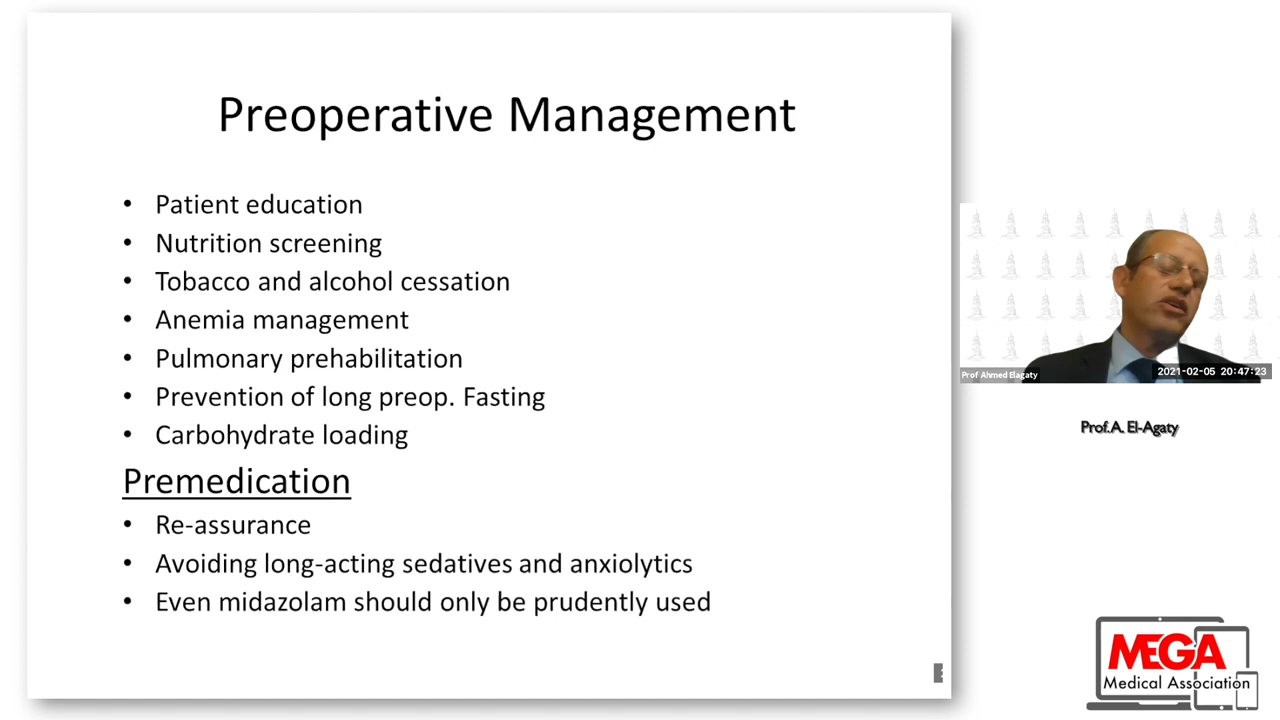 Preoperative Management
• Patient education
• Nutrition screening
• Tobacco and alcohol cessation
• Anemia management
• Pulmonary prehabilitation
• Prevention of long preop. Fasting
• Carbohydrate loading
Premedication
• Re-assurance
• Avoiding long-acting sedatives and anxiolytics
• Even midazolam should only be prudently used
Prof Ahmed Elagaty
2021-02-05 20:47:23
Prof.A. El-Agaty
MEGA
Medical Association